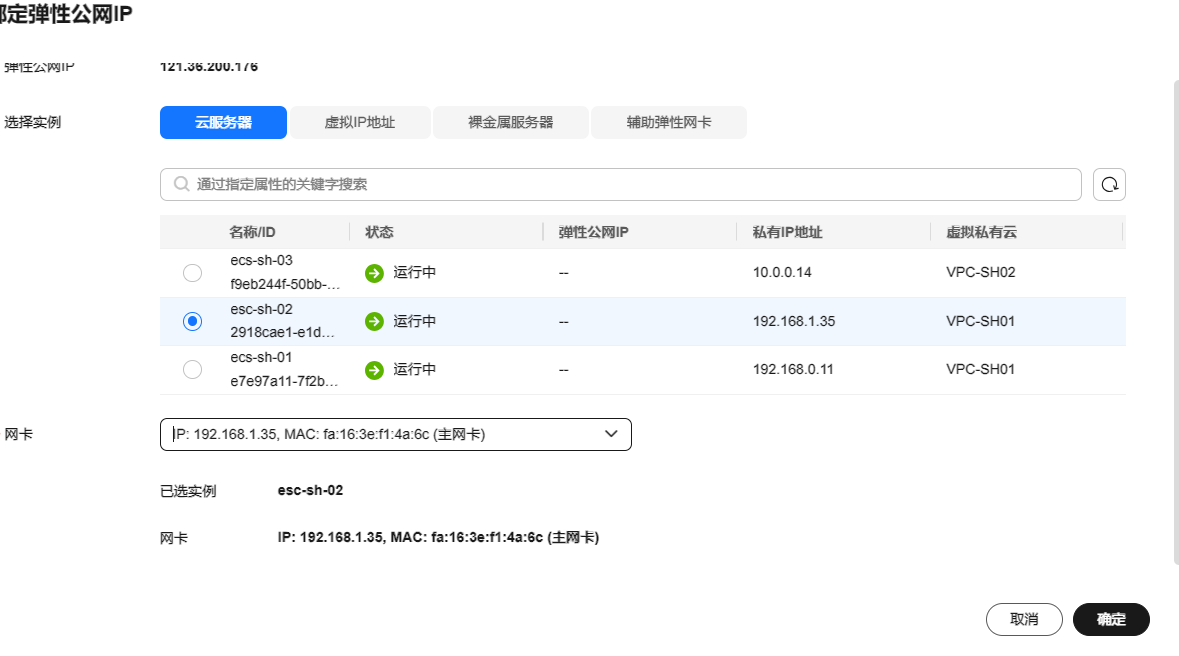 绑定弹性公网IP
弹性公网IP 121.36.200.176
选择实例 云服务器 虚拟IP地址 裸金属服务器 辅助弹性网卡
通过指定属性的关键字搜索
名称/ID 状态 弹性公网IP 私有IP地址 虚拟私有云
ecs-sh-03
f9eb244f-50bb-... 运行中 -- 10.0.0.14 VPC-SH02
esc-sh-02
2918cae1-e1d... 运行中 -- 192.168.1.35 VPC-SH01
ecs-sh-01
e7e97a11-7f2b... 运行中 -- 192.168.0.11 VPC-SH01
网卡 IP: 192.168.1.35, MAC: fa:16:3e:f1:4a:6c (主网卡)
已选实例 esc-sh-02
网卡 IP: 192.168.1.35, MAC: fa:16:3e:f1:4a:6c (主网卡)
取消 确定